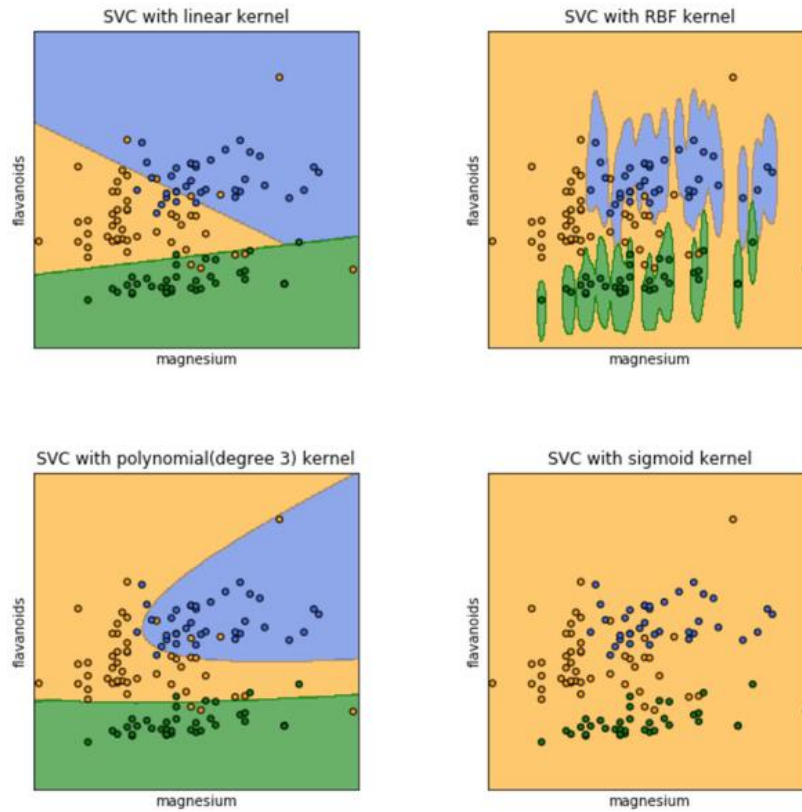 SVC with linear kernel
flavanoids
magnesium
SVC with RBF kernel
flavanoids
magnesium
SVC with polynomial(degree 3) kernel
flavanoids
magnesium
SVC with sigmoid kernel
flavanoids
magnesium